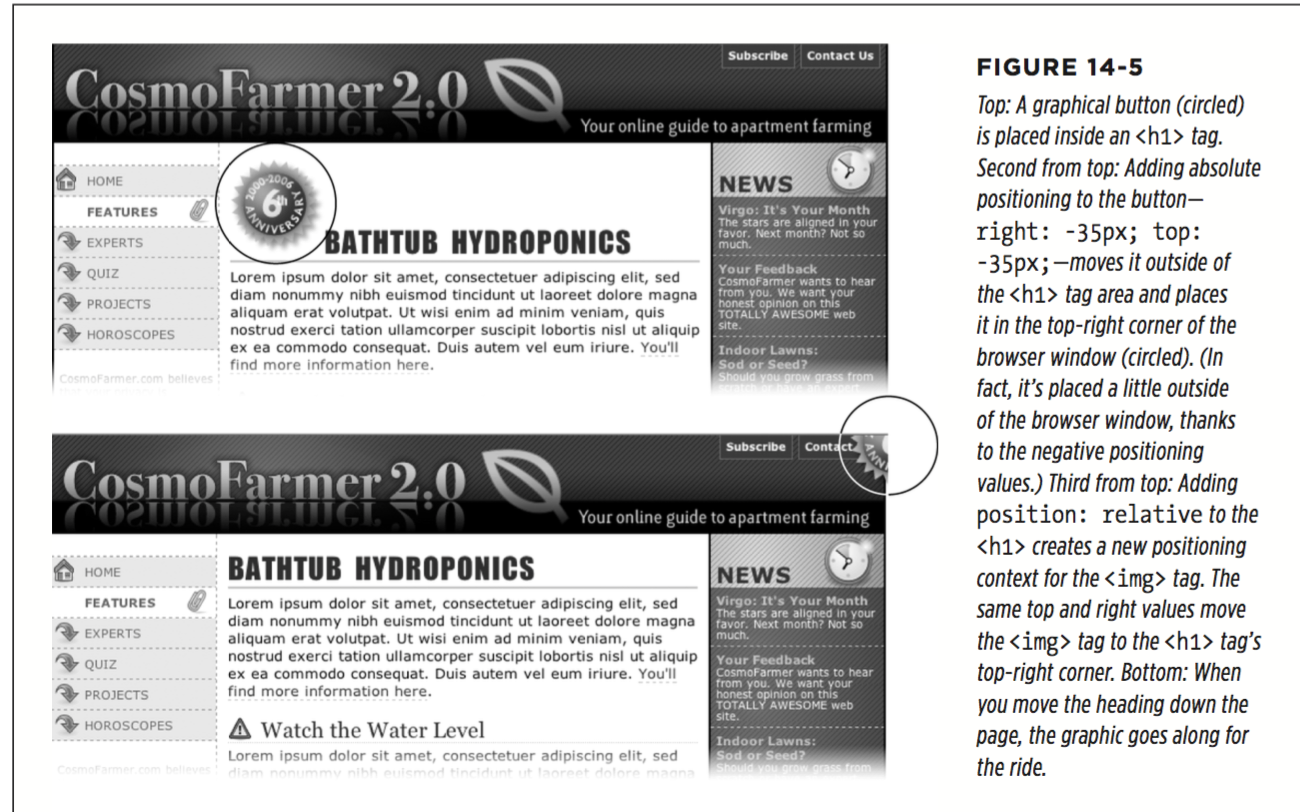 Subscribe Contact Us
CosmoFarmer 2.0
Your online guide to apartment farming
HOME
FEATURES
EXPERTS
QUIZ
PROJECTS
HOROSCOPES
CosmoFarmer.com believes
2000-2006
6th
ANNIVERSARY
BATHTUB HYDROPONICS
Lorem ipsum dolor sit amet, consectetuer adipiscing elit, sed
diam nonummy nibh euismod tincidunt ut laoreet dolore magna
aliquam erat volutpat. Ut wisi enim ad minim veniam, quis
nostrud exerci tation ullamcorper suscipit lobortis nisl ut aliquip
ex ea commodo consequat. Duis autem vel eum iriure. You'll
find more information here.
NEWS
Virgo: It's Your Month
The stars are aligned in your
favor. Next month? Not so
much.
Your Feedback
CosmoFarmer wants to hear
from you. We want your
honest opinion on this
TOTALLY AWESOME web
site.
Indoor Lawns:
Sod or Seed?
Should you grow grass from
Subscribe Contact
CosmoFarmer 2.0
Your online guide to apartment farming
HOME
FEATURES
EXPERTS
QUIZ
PROJECTS
HOROSCOPES
CosmoFarmer.com believes
BATHTUB HYDROPONICS
Lorem ipsum dolor sit amet, consectetuer adipiscing elit, sed
diam nonummy nibh euismod tincidunt ut laoreet dolore magna
aliquam erat volutpat. Ut wisi enim ad minim veniam, quis
nostrud exerci tation ullamcorper suscipit lobortis nisl ut aliquip
ex ea commodo consequat. Duis autem vel eum iriure. You'll
find more information here.
Watch the Water Level
Lorem ipsum dolor sit amet, consectetuer adipiscing elit, sed
diam nonummy nibh euismod tincidunt ut laoreet dolore magna
NEWS
Virgo: It's Your Month
The stars are aligned in your
favor. Next month? Not so
much.
Your Feedback
CosmoFarmer wants to hear
from you. We want your
honest opinion on this
TOTALLY AWESOME web
site.
Indoor Lawns:
Sod or Seed?
Should you grow grass from
FIGURE 14-5
Top: A graphical button (circled)
is placed inside an <h1> tag.
Second from top: Adding absolute
positioning to the button—
right: -35px; top:
-35px;—moves it outside of
the <h1> tag area and places
it in the top-right corner of the
browser window (circled). (In
fact, it's placed a little outside
of the browser window, thanks
to the negative positioning
values.) Third from top: Adding
position: relative to the
<h1> creates a new positioning
context for the <img> tag. The
same top and right values move
the <img> tag to the <h1> tag's
top-right corner. Bottom: When
you move the heading down the
page, the graphic goes along for
the ride.